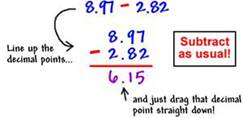 8.97 − 2.82
Line up the
decimal points...
8.97
− 2.82
6.15
Subtract
as usual!
and just drag that decimal
point straight down!